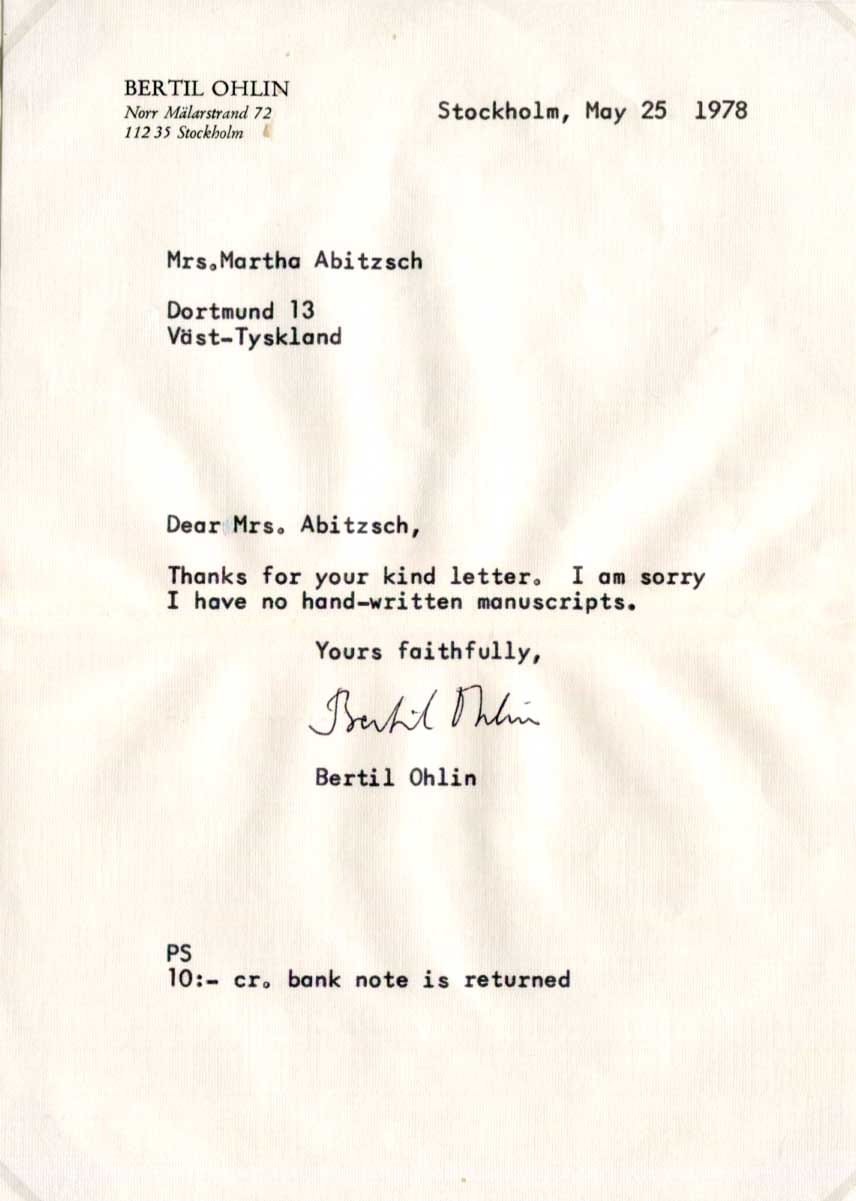 BERTIL OHLIN
Norr Mälarstrand 72
112 35 Stockholm
Stockholm, May 25 1978
Mrs.Martha Abitzsch
Dortmund 13
Väst-Tyskland
Dear Mrs. Abitzsch,
Thanks for your kind letter. I am sorry
I have no hand-written manuscripts.
Yours faithfully,
Bertil Ohlin
Bertil Ohlin
PS
10:- cr. bank note is returned